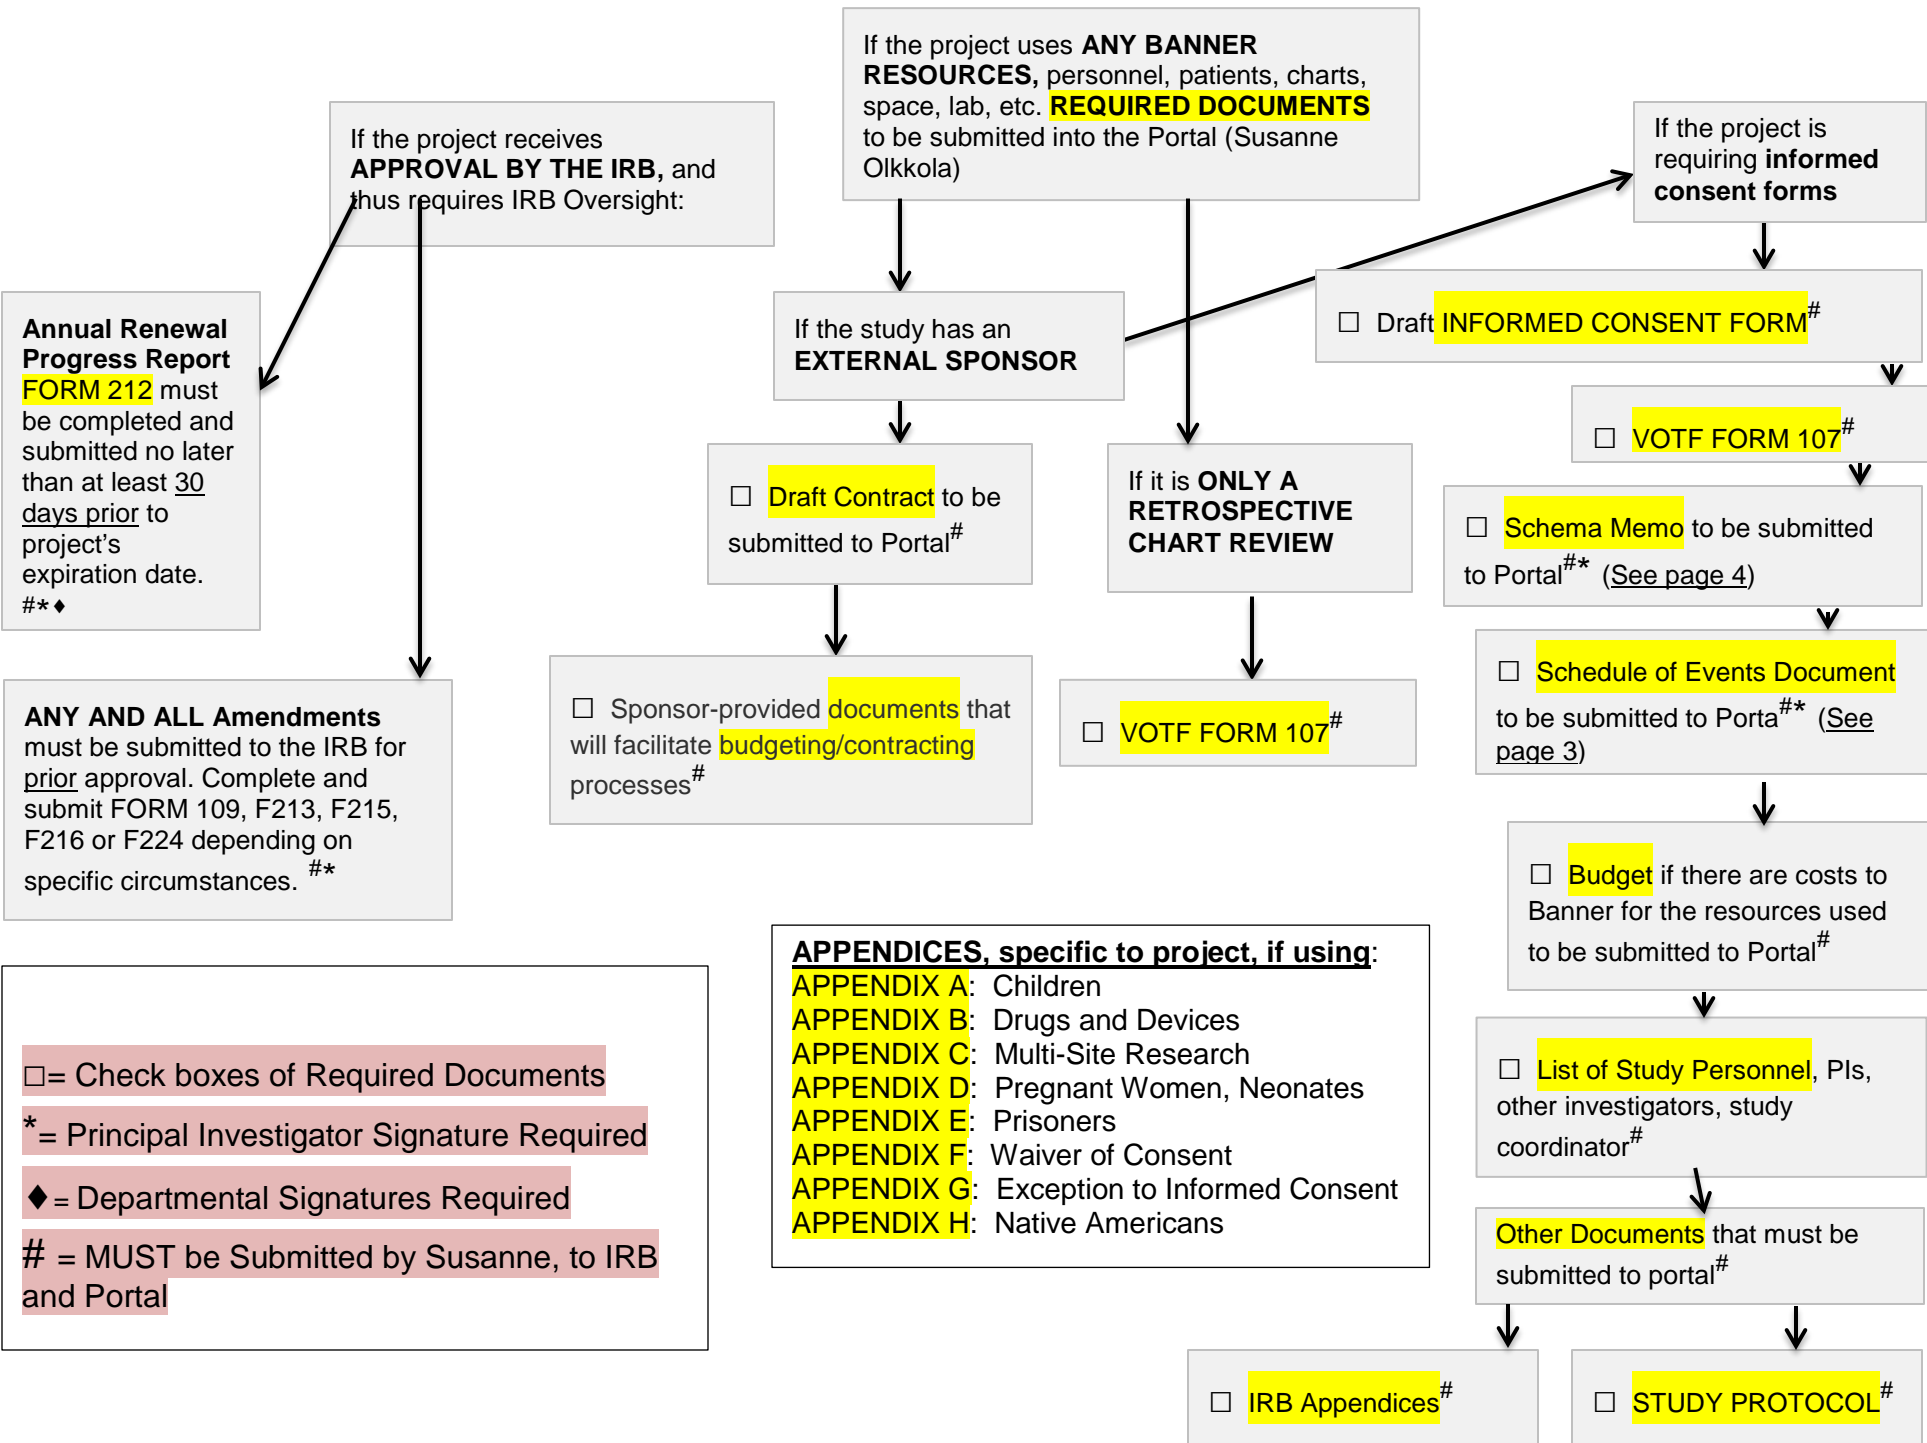 If the project uses ANY BANNER
RESOURCES, personnel, patients, charts,
space, lab, etc. REQUIRED DOCUMENTS
to be submitted into the Portal (Susanne
Olkkola)
If the project receives
APPROVAL BY THE IRB, and
thus requires IRB Oversight:
If the project is
requiring informed
consent forms
Annual Renewal
Progress Report
FORM 212 must
be completed and
submitted no later
than at least 30
days prior to
project's
expiration date.
#*♦
If the study has an
EXTERNAL SPONSOR
☐ Draft INFORMED CONSENT FORM#
☐ VOTF FORM 107#
☐ Draft Contract to be
submitted to Portal#
If it is ONLY A
RETROSPECTIVE
CHART REVIEW
☐ Schema Memo to be submitted
to Portal#* (See page 4)
ANY AND ALL Amendments
must be submitted to the IRB for
prior approval. Complete and
submit FORM 109, F213, F215,
F216 or F224 depending on
specific circumstances. #*
☐ Sponsor-provided documents that
will facilitate budgeting/contracting
processes#
☐ VOTF FORM 107#
☐ Schedule of Events Document
to be submitted to Porta#* (See
page 3)
☐ Budget if there are costs to
Banner for the resources used
to be submitted to Portal#
☐= Check boxes of Required Documents
*= Principal Investigator Signature Required
♦= Departmental Signatures Required
# = MUST be Submitted by Susanne, to IRB
and Portal
APPENDICES, specific to project, if using:
APPENDIX A: Children
APPENDIX B: Drugs and Devices
APPENDIX C: Multi-Site Research
APPENDIX D: Pregnant Women, Neonates
APPENDIX E: Prisoners
APPENDIX F: Waiver of Consent
APPENDIX G: Exception to Informed Consent
APPENDIX H: Native Americans
☐ List of Study Personnel, PIs,
other investigators, study
coordinator#
Other Documents that must be
submitted to portal#
☐ IRB Appendices#
☐ STUDY PROTOCOL#